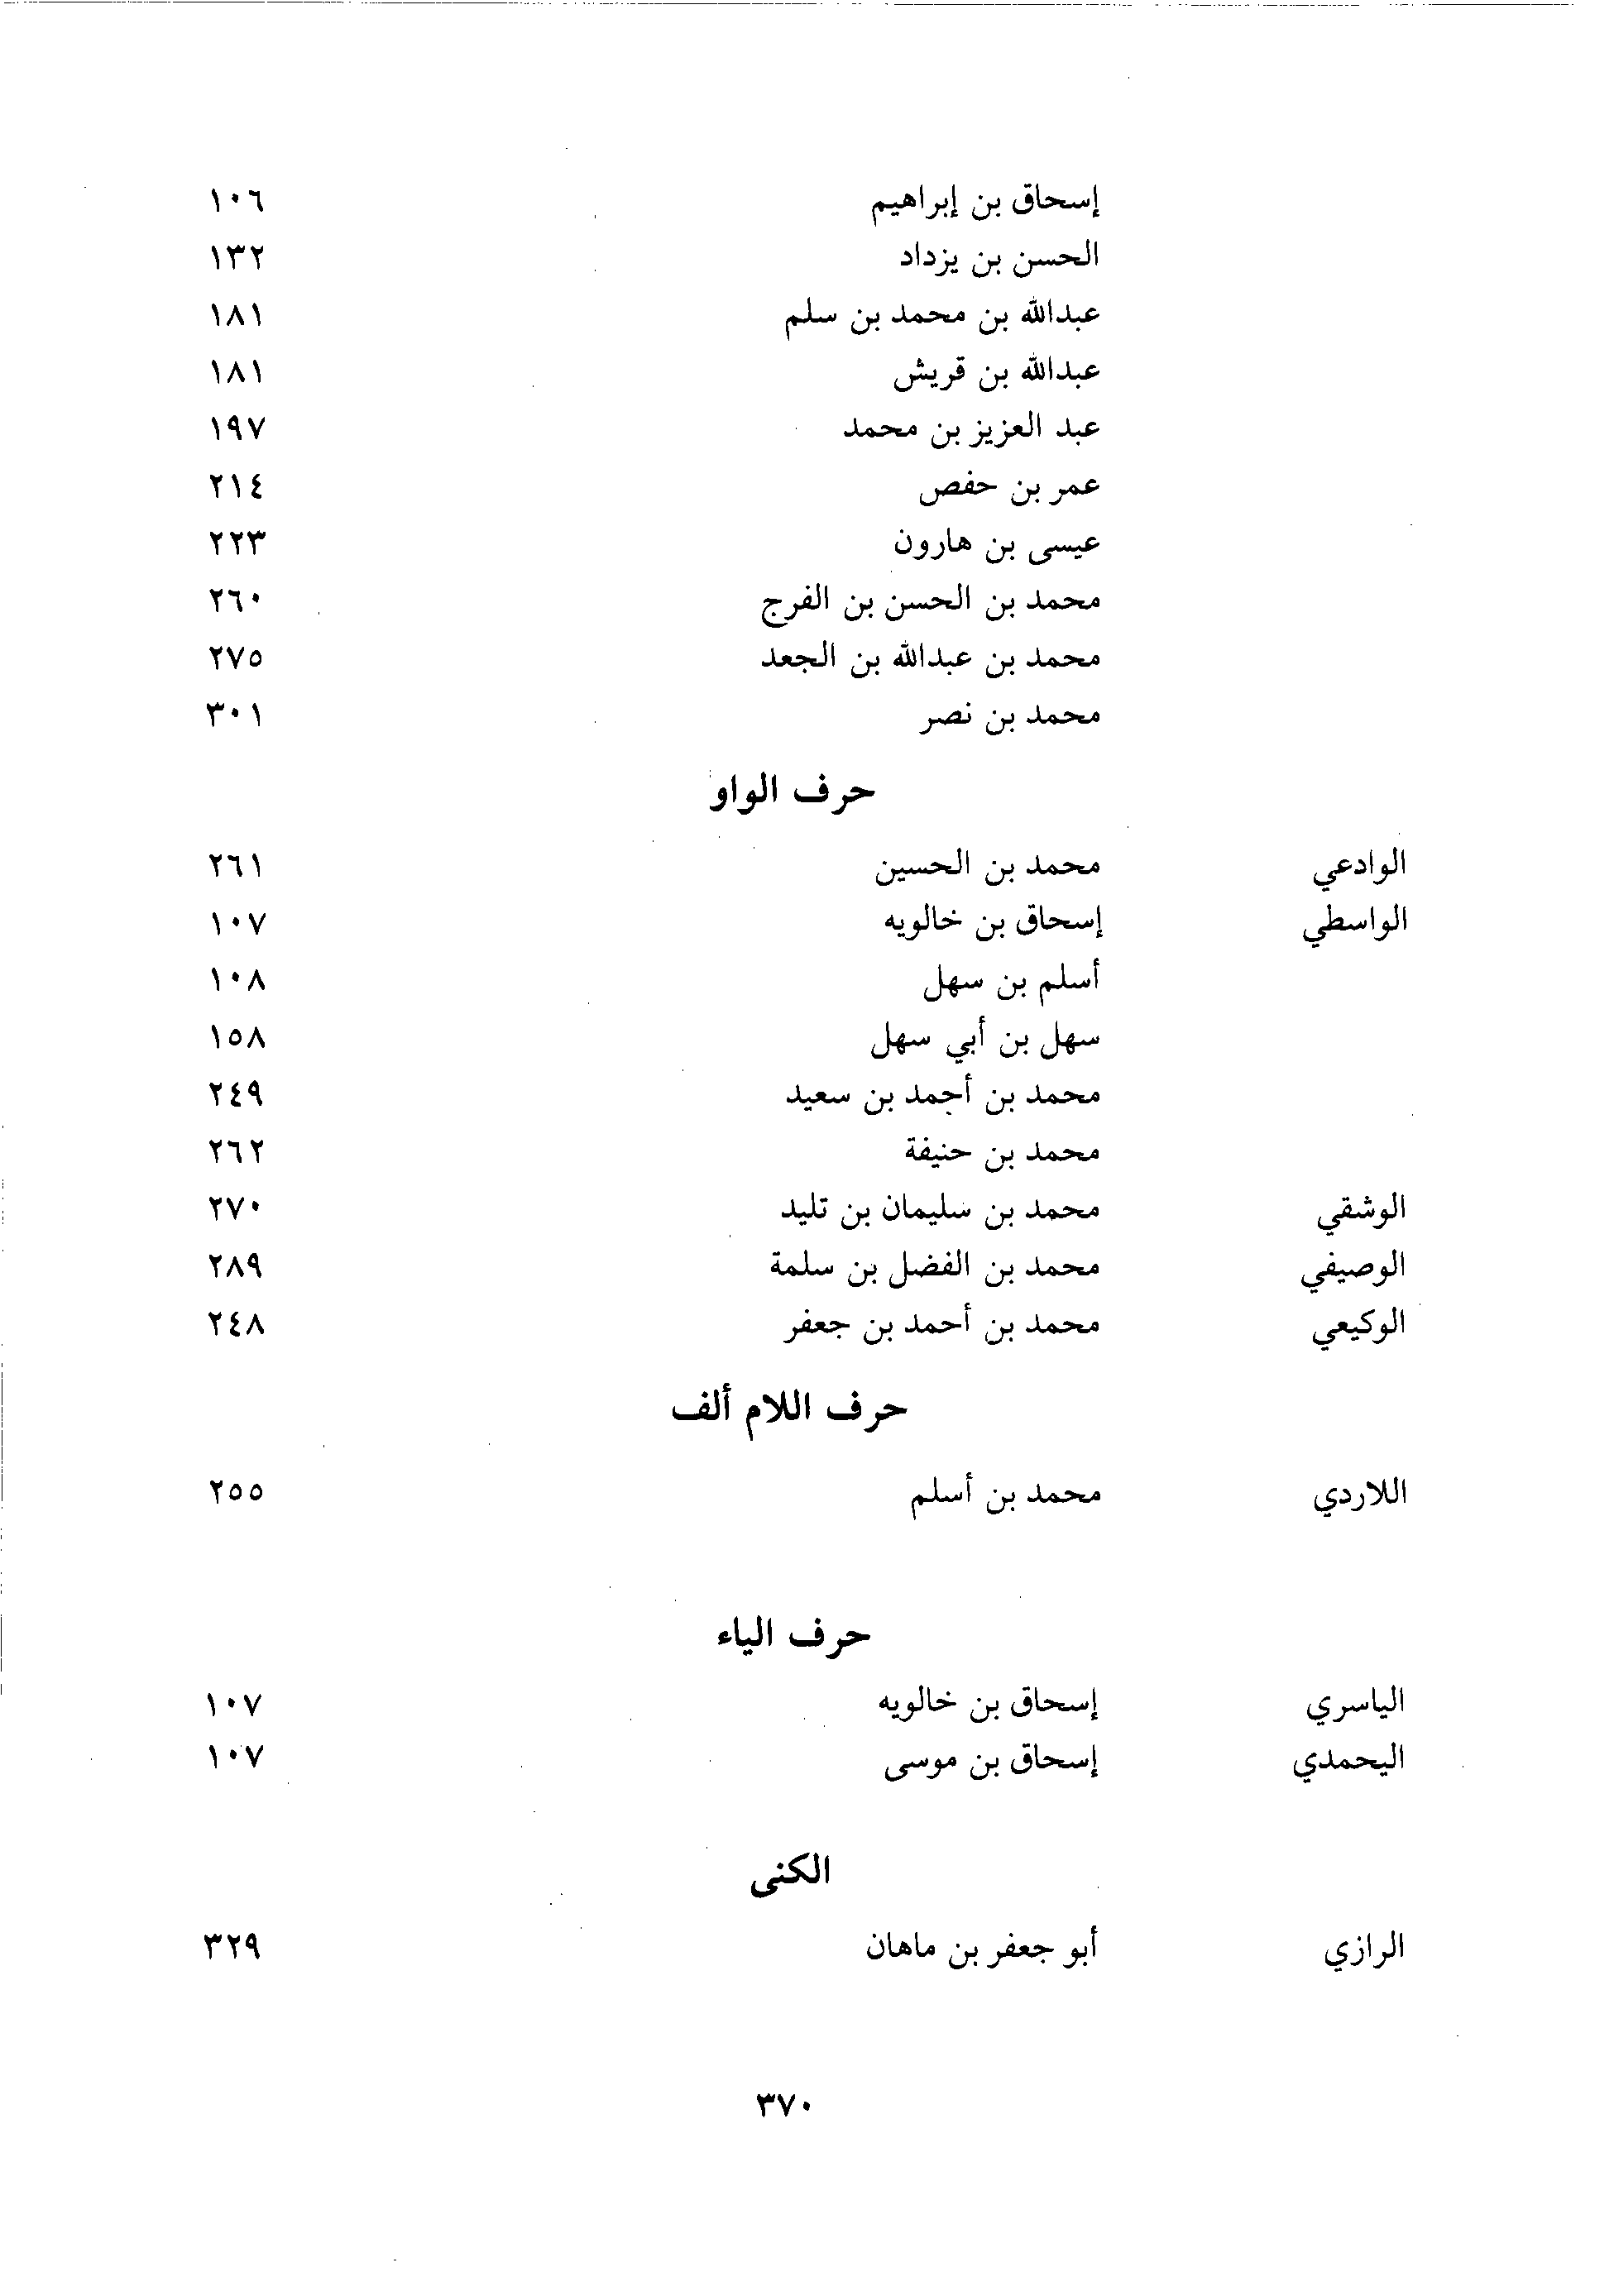 إسحاق بن إبراهيم ١٠٦
الحسن بن يزداد ١٣٢
عبدالله بن محمد بن سلم ١٨١
عبدالله بن قريش ١٨١
عبد العزيز بن محمد ١٩٧
عمر بن حفص ٢١٤
عيسى بن هارون ٢٢٣
محمد بن الحسن بن الفرج ٢٦٠
محمد بن عبدالله بن الجعد ٢٧٥
محمد بن نصر ٣٠١
حرف الواو
الوادعي محمد بن الحسين ٢٦١
الواسطي إسحاق بن خالويه ١٠٧
أسلم بن سهل ١٠٨
سهل بن أبي سهل ١٥٨
محمد بن أحمد بن سعيد ٢٤٩
محمد بن حنيفة ٢٦٢
الوشقي محمد بن سليمان بن تليد ٢٧٠
الوصيفي محمد بن الفضل بن سلمة ٢٨٩
الوكيعي محمد بن أحمد بن جعفر ٢٤٨
حرف اللام ألف
اللاردي محمد بن أسلم ٢٥٥
حرف الياء
الياسري إسحاق بن خالويه ١٠٧
اليحمدي إسحاق بن موسى ١٠٧
الكنى
الرازي أبو جعفر بن ماهان ٣٢٩
٣٧٠